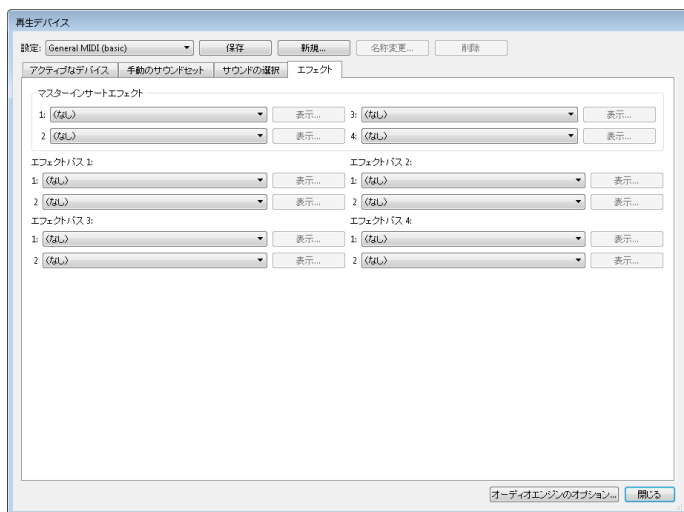 再生デバイス
設定: General MIDI (basic) 保存 新規... 名称変更... 削除
アクティブなデバイス 手動のサウンドセット サウンドの選択 エフェクト
マスターインサートエフェクト
1: (なし) 表示... 3: (なし) 表示...
2 (なし) 表示... 4: (なし) 表示...
エフェクトバス 1: エフェクトバス 2:
1: (なし) 表示... 1: (なし) 表示...
2 (なし) 表示... 2 (なし) 表示...
エフェクトバス 3: エフェクトバス 4:
1: (なし) 表示... 1: (なし) 表示...
2 (なし) 表示... 2 (なし) 表示...
オーディオエンジンのオプション... 閉じる